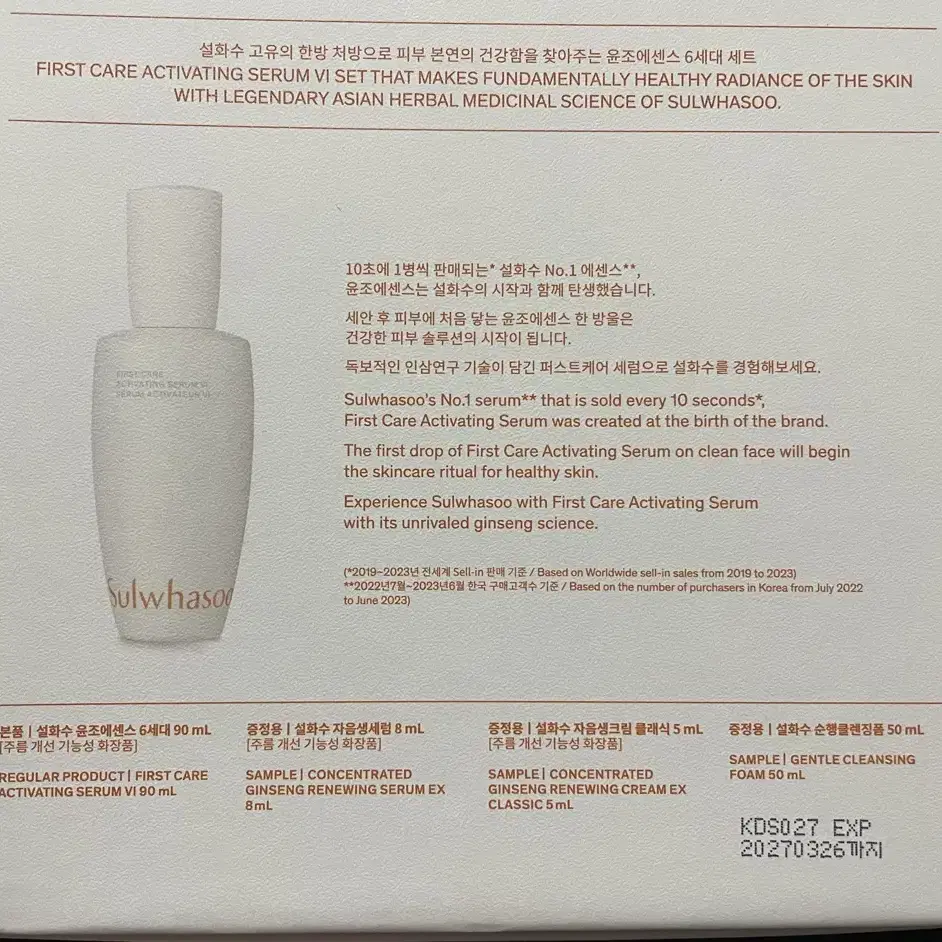 설화수 고유의 한방 처방으로 피부 본연의 건강함을 찾아주는 윤조에센스 6세대 세트
FIRST CARE ACTIVATING SERUM VI SET THAT MAKES FUNDAMENTALLY HEALTHY RADIANCE OF THE SKIN
WITH LEGENDARY ASIAN HERBAL MEDICINAL SCIENCE OF SULWHASOO.
FIRST CARE
ACTIVATING SERUM VI
SÉRUM ACTIVATEUR VI
Sulwhasoo
10초에 1병씩 판매되는* 설화수 No.1 에센스**,
윤조에센스는 설화수의 시작과 함께 탄생했습니다.
세안 후 피부에 처음 닿는 윤조에센스 한 방울은
건강한 피부 솔루션의 시작이 됩니다.
독보적인 인삼연구 기술이 담긴 퍼스트케어 세럼으로 설화수를 경험해보세요.
Sulwhasoo's No.1 serum** that is sold every 10 seconds*,
First Care Activating Serum was created at the birth of the brand.
The first drop of First Care Activating Serum on clean face will begin
the skincare ritual for healthy skin.
Experience Sulwhasoo with First Care Activating Serum
with its unrivaled ginseng science.
(*2019~2023년 전세계 Sell-in 판매 기준 / Based on Worldwide sell-in sales from 2019 to 2023)
**2022년7월~2023년6월 한국 구매고객수 기준 / Based on the number of purchasers in Korea from July 2022
to June 2023)
본품 | 설화수 윤조에센스 6세대 90 mL
[주름 개선 기능성 화장품]
REGULAR PRODUCT | FIRST CARE
ACTIVATING SERUM VI 90 mL
증정용 | 설화수 자음생세럼 8 mL
[주름 개선 기능성 화장품]
SAMPLE | CONCENTRATED
GINSENG RENEWING SERUM EX
8 mL
증정용 | 설화수 자음생크림 클래식 5 mL
[주름 개선 기능성 화장품]
SAMPLE | CONCENTRATED
GINSENG RENEWING CREAM EX
CLASSIC 5 mL
증정용 | 설화수 순행클렌징폼 50 mL
SAMPLE | GENTLE CLEANSING
FOAM 50 mL
KDS027 EXP
20270326까지